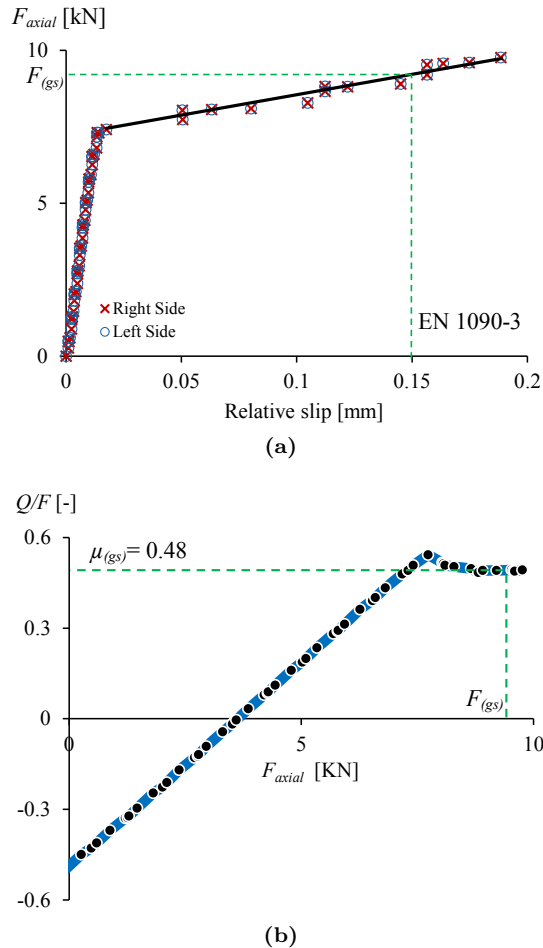 F_axial [kN]
10
F_(gs)
5
× Right Side
○ Left Side
EN 1090-3
0
0 0.05 0.1 0.15 0.2
Relative slip [mm]
(a)
Q/F [-]
0.6
μ_(gs)= 0.48
0.3
F_(gs)
0
0 5 10
F_axial [KN]
-0.3
-0.6
(b)